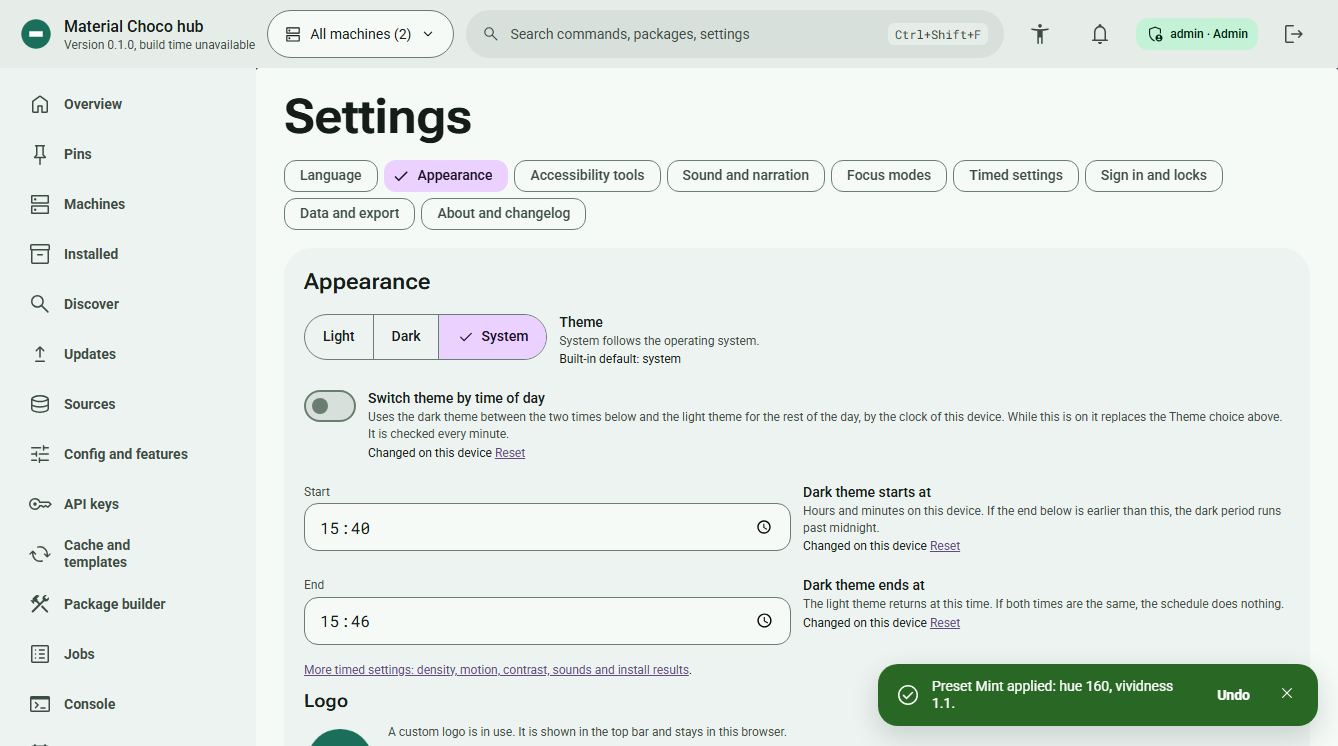 Material Choco hub
Version 0.1.0, build time unavailable
All machines (2)
Search commands, packages, settings
Ctrl+Shift+F
admin · Admin
Overview
Pins
Machines
Installed
Discover
Updates
Sources
Config and features
API keys
Cache and
templates
Package builder
Jobs
Console
Settings
Language
Appearance
Accessibility tools
Sound and narration
Focus modes
Timed settings
Sign in and locks
Data and export
About and changelog
Appearance
Light
Dark
System
Theme
System follows the operating system.
Built-in default: system
Switch theme by time of day
Uses the dark theme between the two times below and the light theme for the rest of the day, by the clock of this device. While this is on it replaces the Theme choice above.
It is checked every minute.
Changed on this device Reset
Start
15:40
Dark theme starts at
Hours and minutes on this device. If the end below is earlier than this, the dark period runs
past midnight.
Changed on this device Reset
End
15:46
Dark theme ends at
The light theme returns at this time. If both times are the same, the schedule does nothing.
Changed on this device Reset
More timed settings: density, motion, contrast, sounds and install results.
Logo
A custom logo is in use. It is shown in the top bar and stays in this browser.
Preset Mint applied: hue 160, vividness
1.1.
Undo